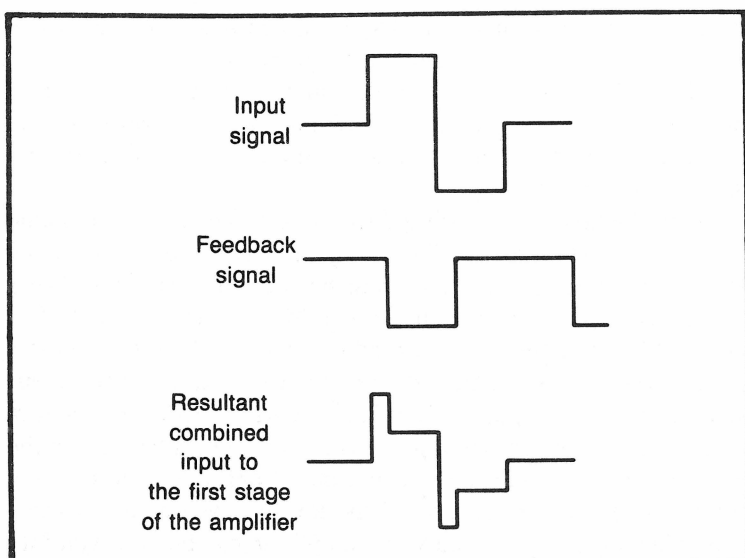 Input
signal
Feedback
signal
Resultant
combined
input to
the first stage
of the amplifier